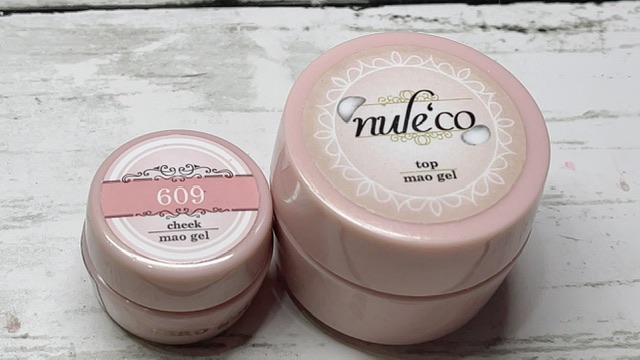 609
cheek
mao gel
nule'co
top
mao gel